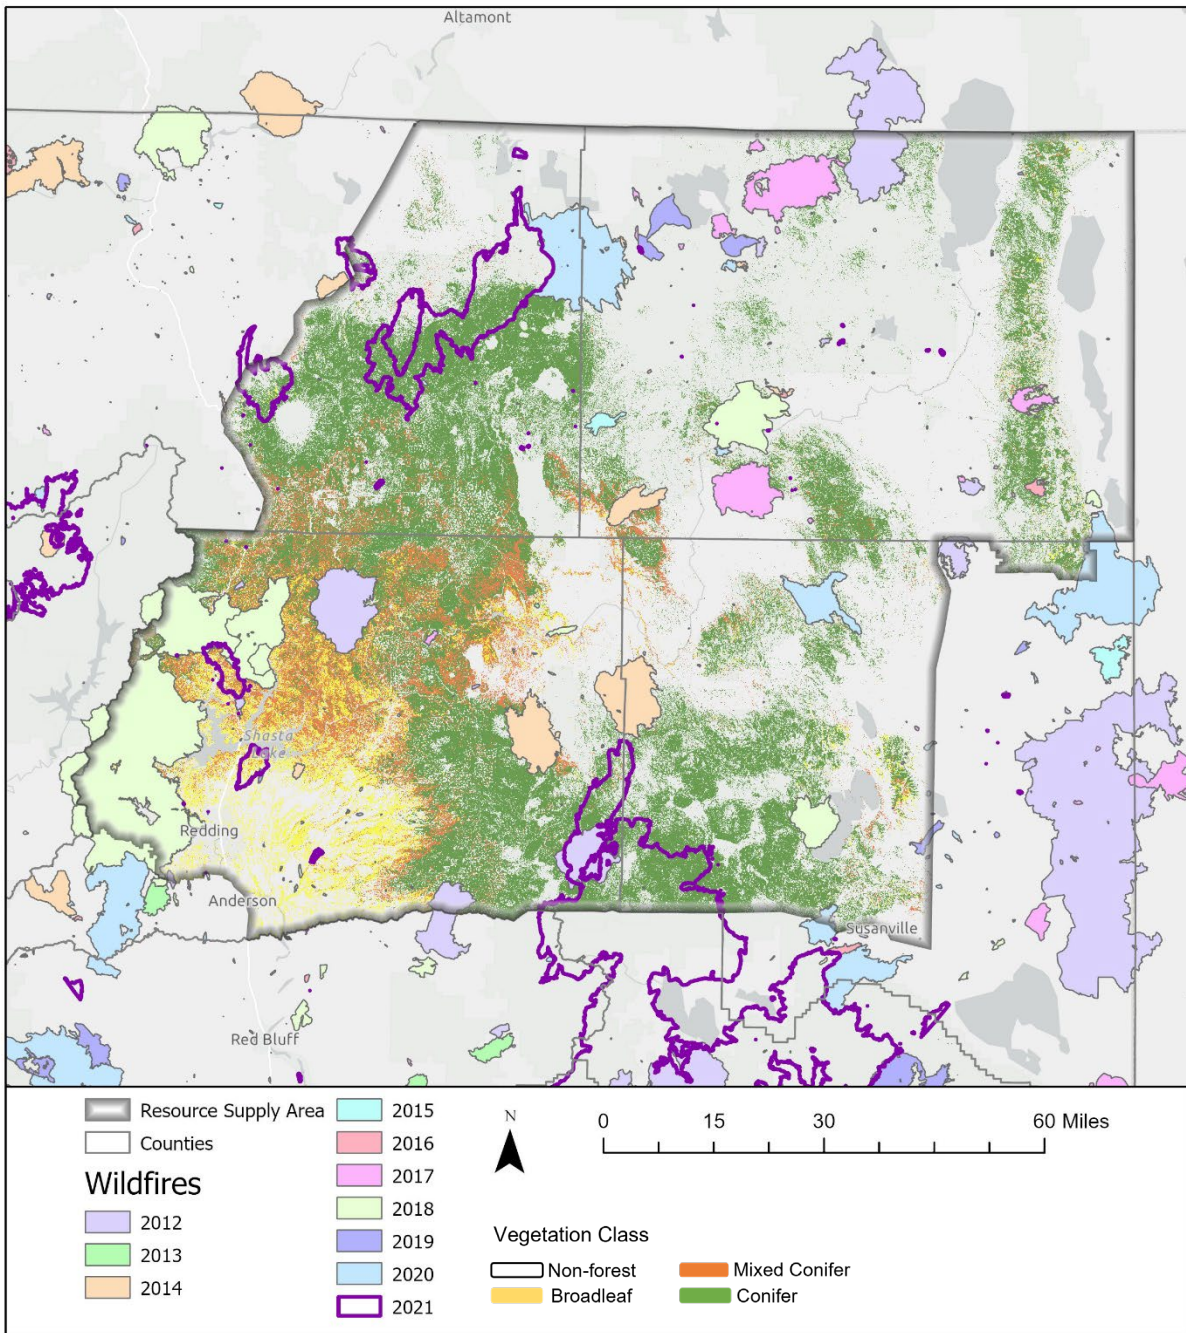 Altamont
Shasta
Lake
Redding
Anderson
Susanville
Red Bluff
Resource Supply Area
Counties
Wildfires
2012
2013
2014
2015
2016
2017
2018
2019
2020
2021
N
0 15 30 60 Miles
Vegetation Class
Non-forest
Broadleaf
Mixed Conifer
Conifer